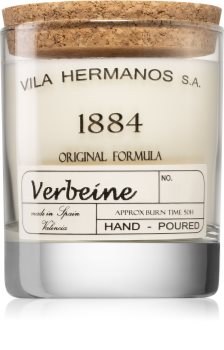 VILA HERMANOS S.A.
1884
ORIGINAL FORMULA
Verbeine
NO.
made in Spain
Valencia
APPROX BURN TIME 50H
HAND - POURED